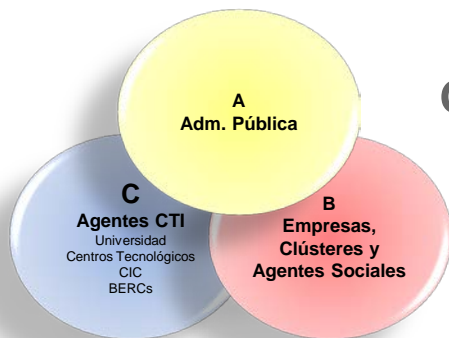 A
Adm. Pública
C
Agentes CTI
Universidad
Centros Tecnológicos
CIC
BERCs
B
Empresas,
Clústeres y
Agentes Sociales